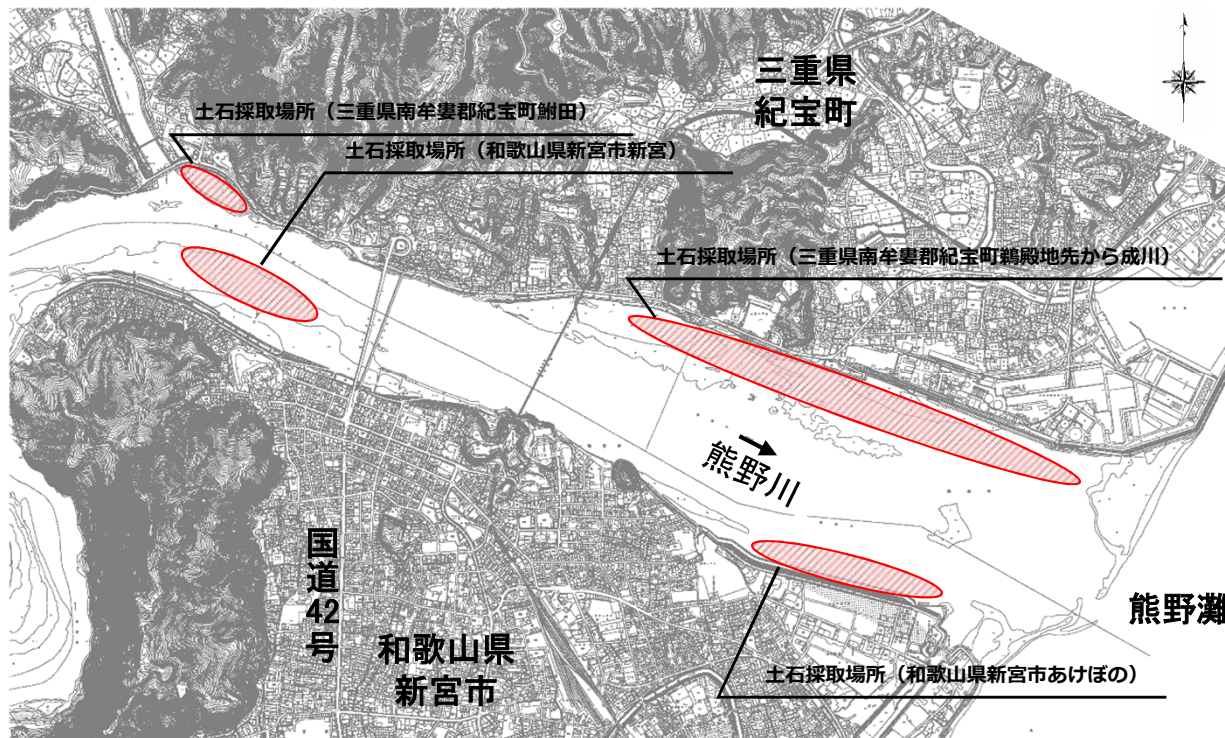 三重県
紀宝町
土石採取場所（三重県南牟婁郡紀宝町鮒田）
土石採取場所（和歌山県新宮市新宮）
土石採取場所（三重県南牟婁郡紀宝町鵜殿地先から成川）
熊野川
国道42号
熊野灘
和歌山県
新宮市
土石採取場所（和歌山県新宮市あけぼの）